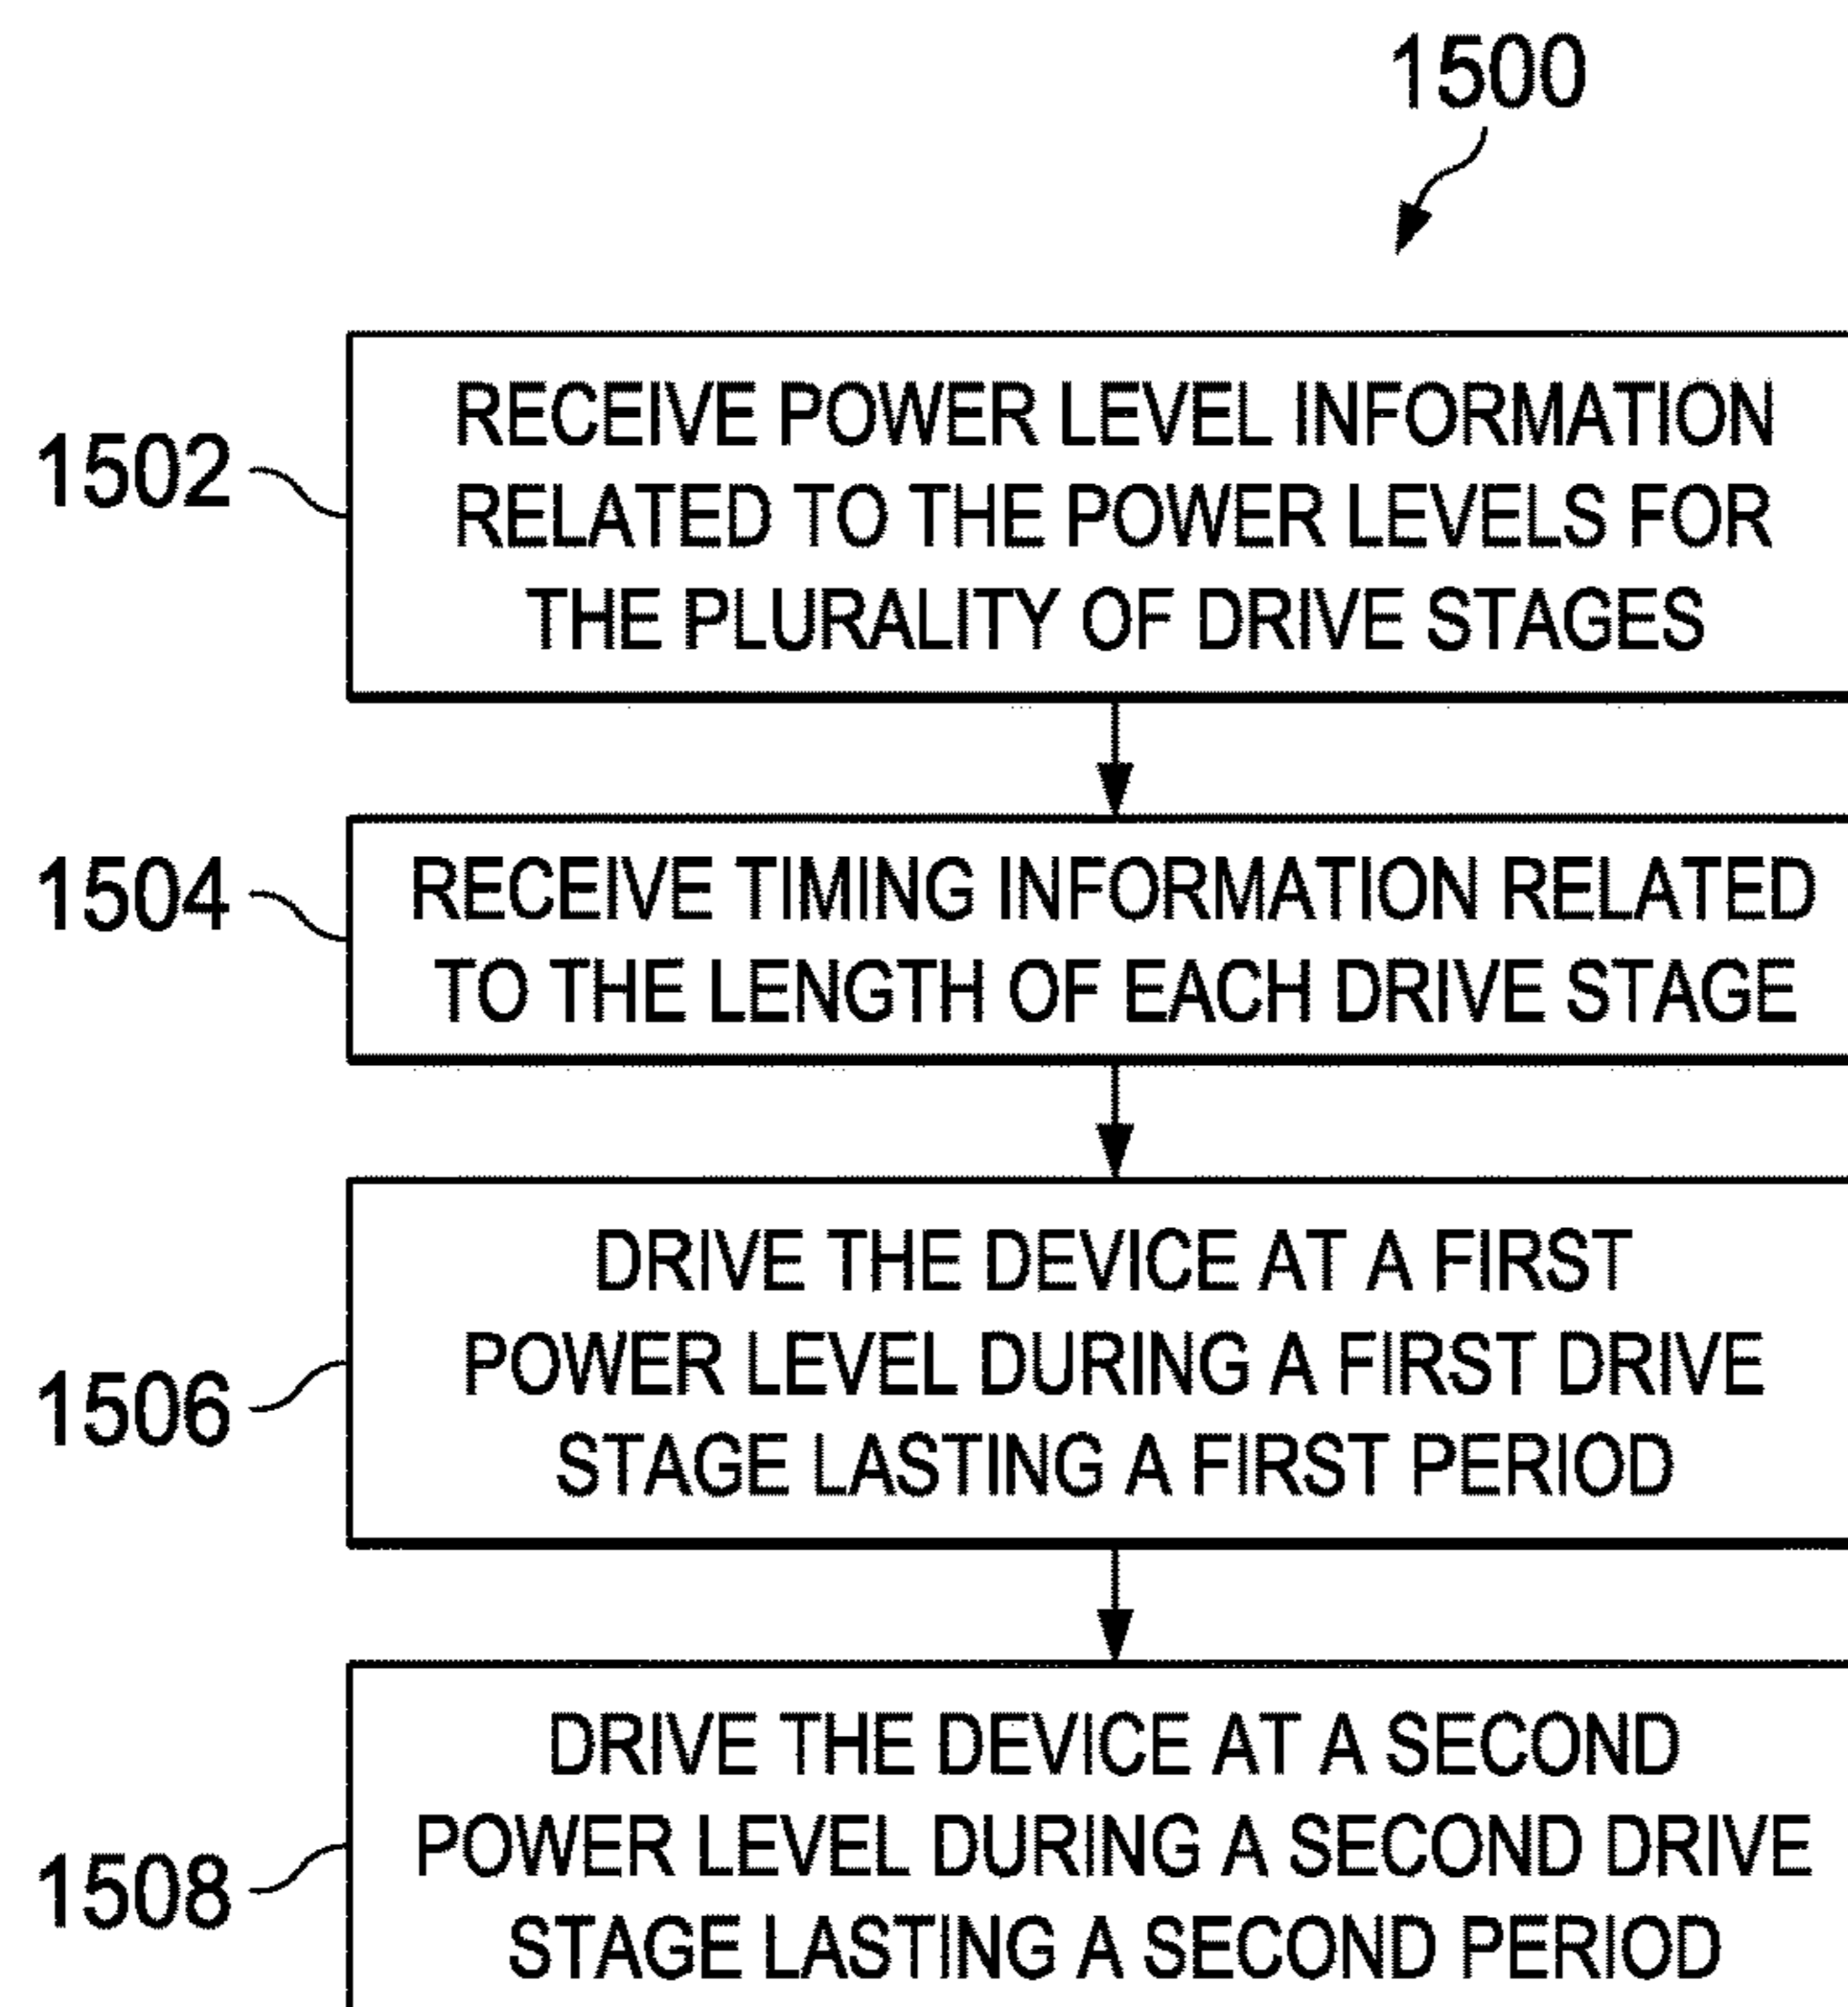 1500
1502
RECEIVE POWER LEVEL INFORMATION
RELATED TO THE POWER LEVELS FOR
THE PLURALITY OF DRIVE STAGES
1504
RECEIVE TIMING INFORMATION RELATED
TO THE LENGTH OF EACH DRIVE STAGE
1506
DRIVE THE DEVICE AT A FIRST
POWER LEVEL DURING A FIRST DRIVE
STAGE LASTING A FIRST PERIOD
1508
DRIVE THE DEVICE AT A SECOND
POWER LEVEL DURING A SECOND DRIVE
STAGE LASTING A SECOND PERIOD